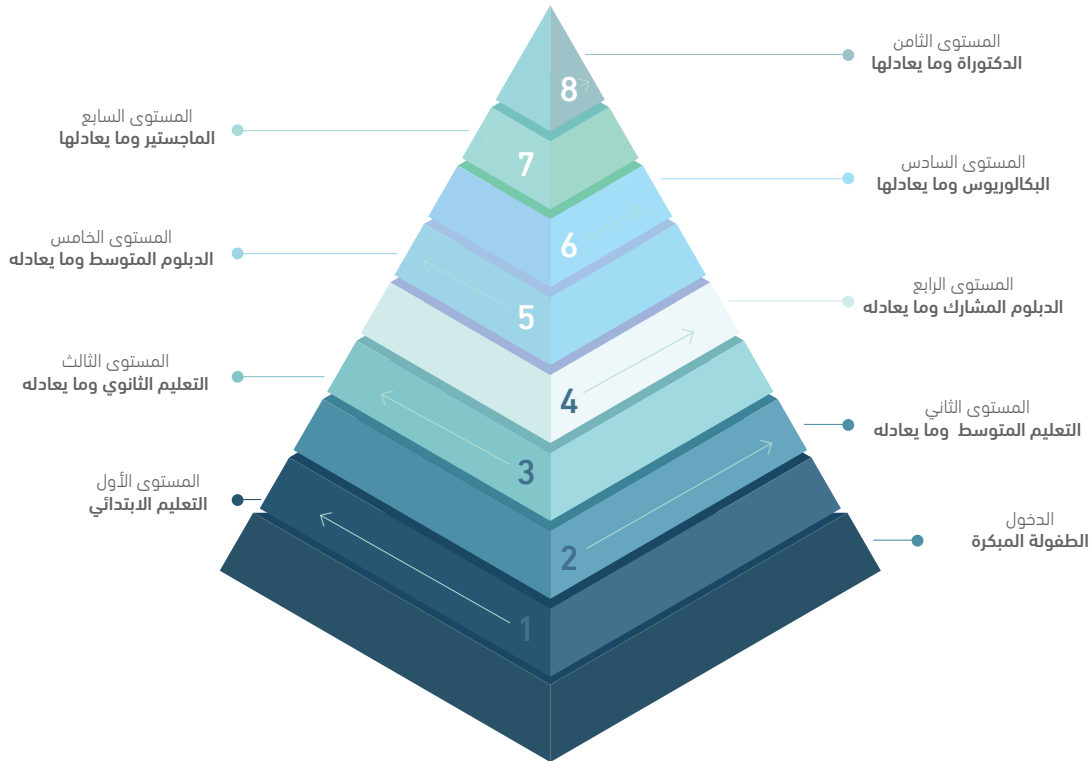 المستوى الثامن
الدكتوراة وما يعادلها
8
المستوى السابع
الماجستير وما يعادلها
7
المستوى السادس
البكالوريوس وما يعادلها
6
المستوى الخامس
الدبلوم المتوسط وما يعادله
5
المستوى الرابع
الدبلوم المشارك وما يعادله
4
المستوى الثالث
التعليم الثانوي وما يعادله
3
المستوى الثاني
التعليم المتوسط وما يعادله
2
المستوى الأول
التعليم الابتدائي
1
الدخول
الطفولة المبكرة